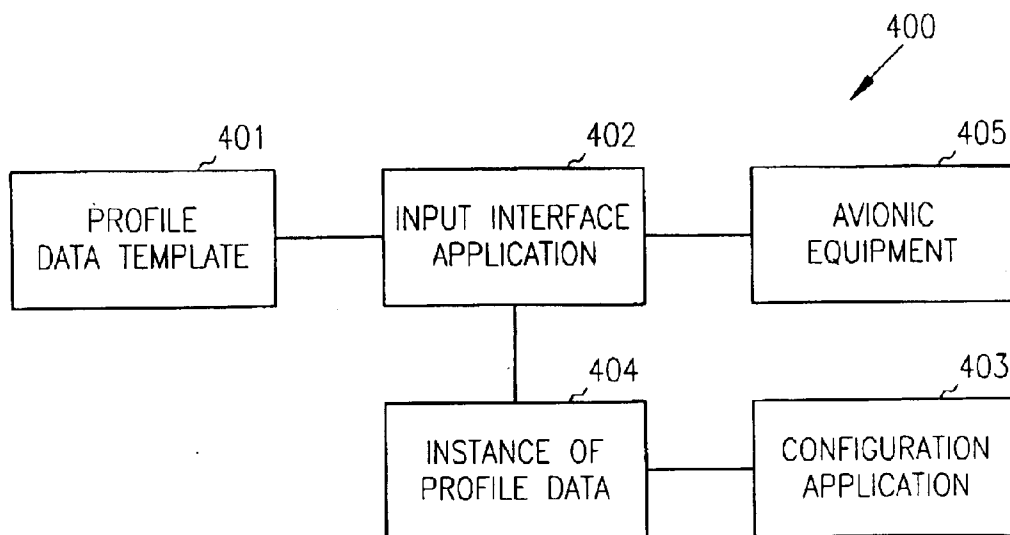 400
401
402
405
PROFILE
DATA TEMPLATE
INPUT INTERFACE
APPLICATION
AVIONIC
EQUIPMENT
404
403
INSTANCE OF
PROFILE DATA
CONFIGURATION
APPLICATION